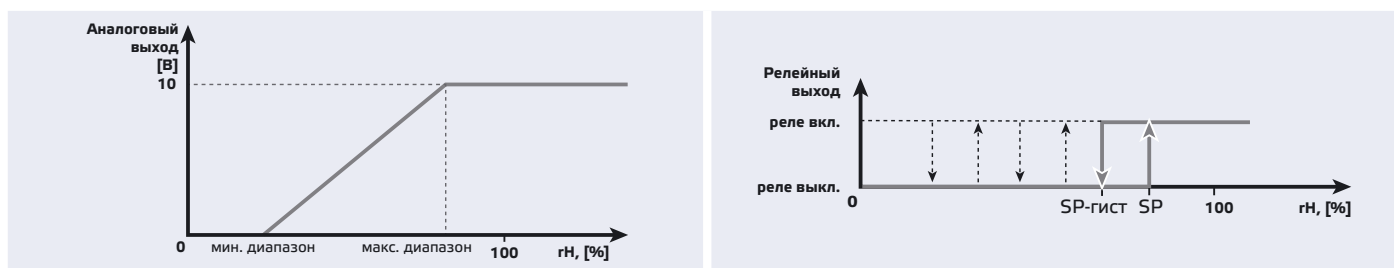 Аналоговый
выход
[В]
10
0
мин. диапазон
макс. диапазон
100
rH, [%]
Релейный
выход
реле вкл.
реле выкл.
0
SP-гист
SP
100
rH, [%]